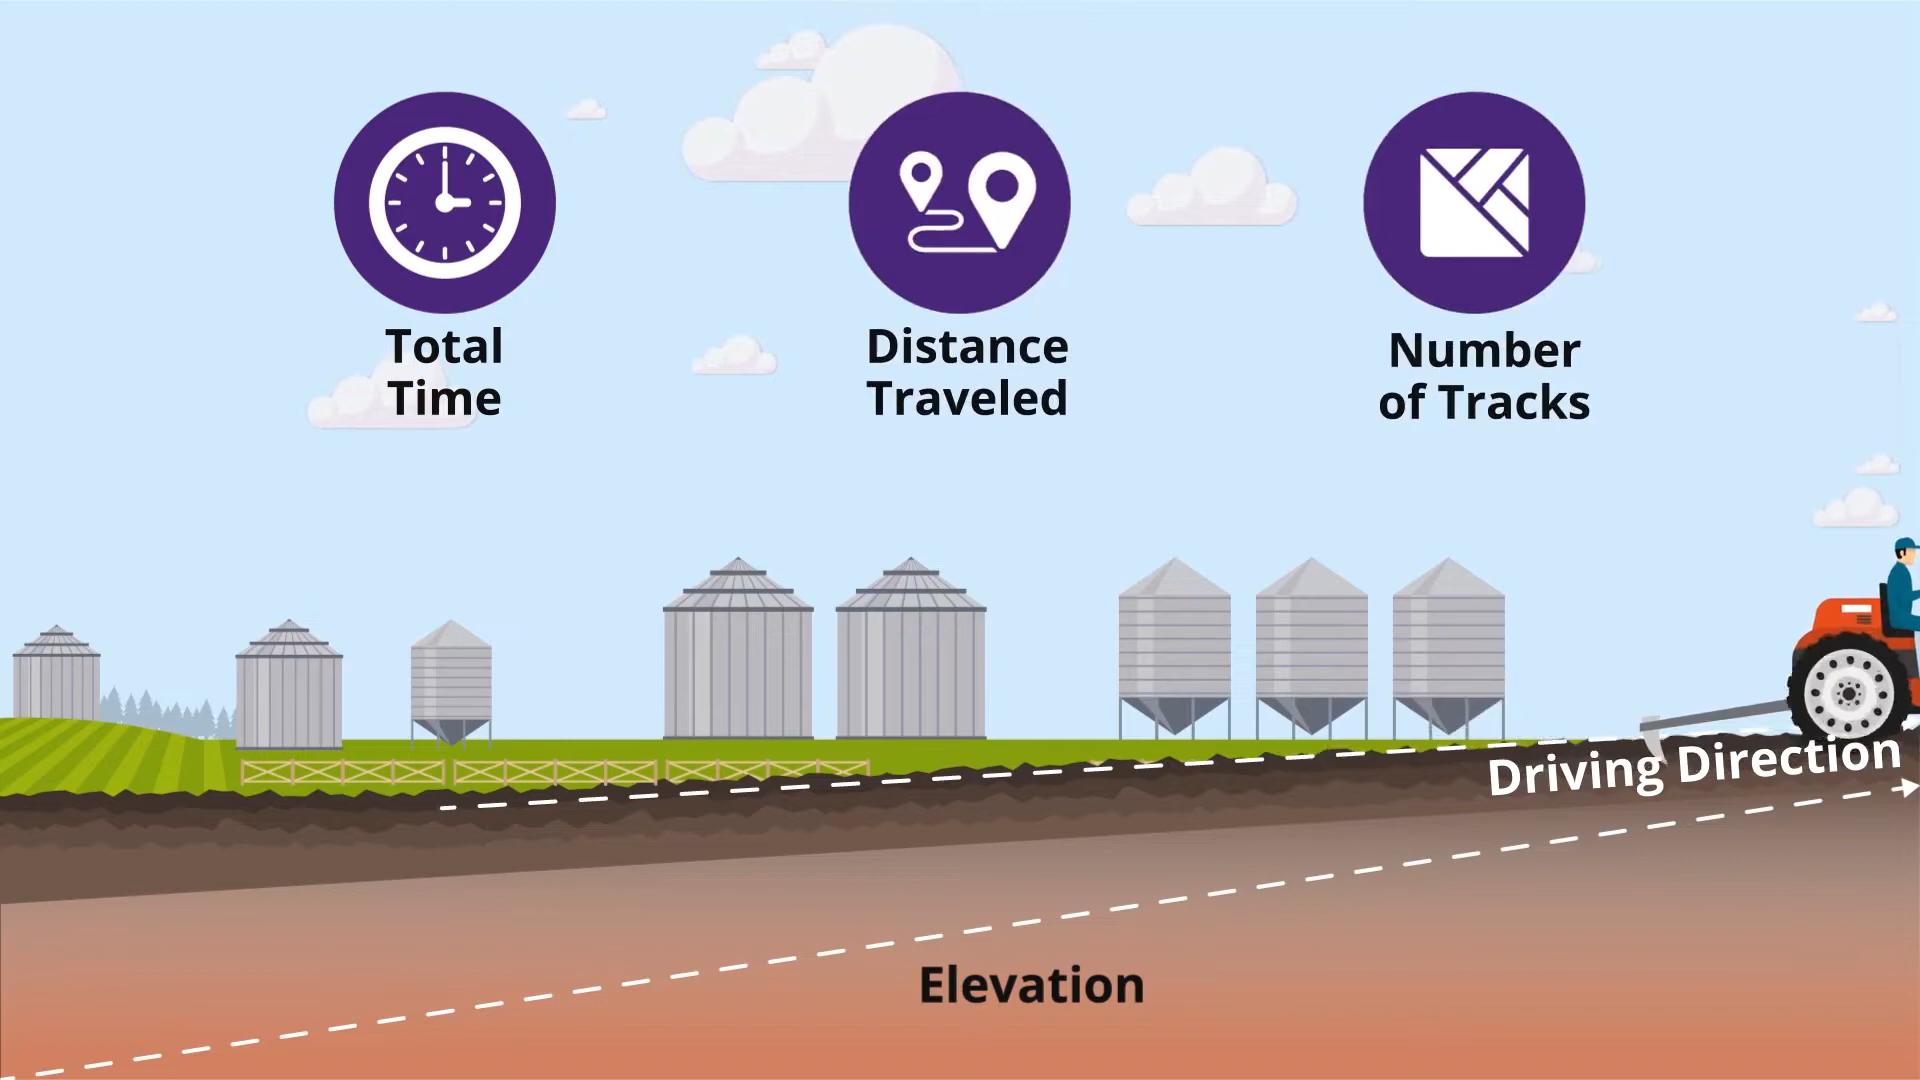 Total
Time
Distance
Traveled
Number
of Tracks
Driving Direction
Elevation